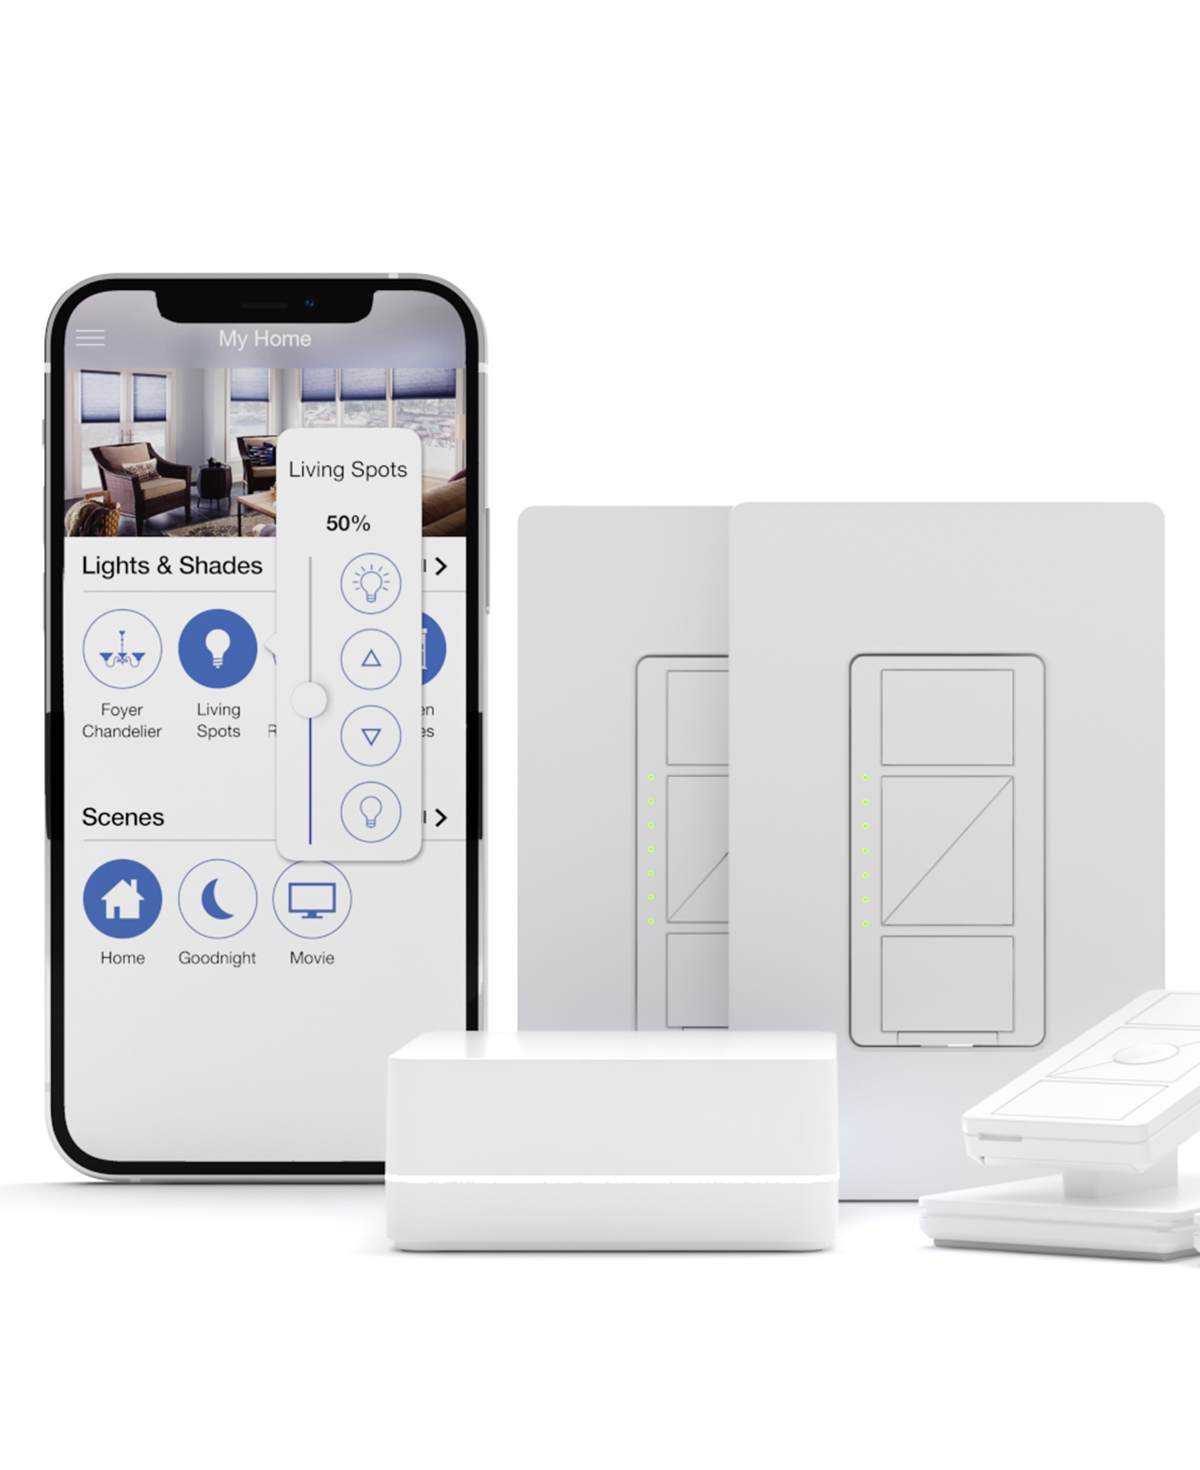 My Home
Living Spots
50%
Lights & Shades
Foyer
Chandelier
Living
Spots
Scenes
Home
Goodnight
Movie